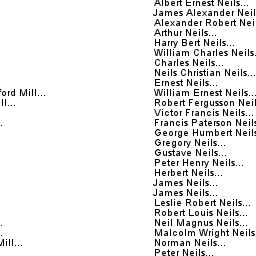 Albert Ernest Neils...
James Alexander Neil
Alexander Robert Nei
Arthur Neils...
Harry Bert Neils...
William Charles Neils.
Charles Neils...
Neils Christian Neils...
Ernest Neils...
ord Mill... William Ernest Neils...
ll... Robert Fergusson Neil
Victor Francis Neils...
. Francis Paterson Neils
George Humbert Neils
Gregory Neils...
Gustave Neils...
Peter Henry Neils...
Herbert Neils...
James Neils...
James Neils...
Leslie Robert Neils...
Robert Louis Neils...
. Neil Magnus Neils...
. Malcolm Wright Neils
Mill... Norman Neils...
Peter Neils...